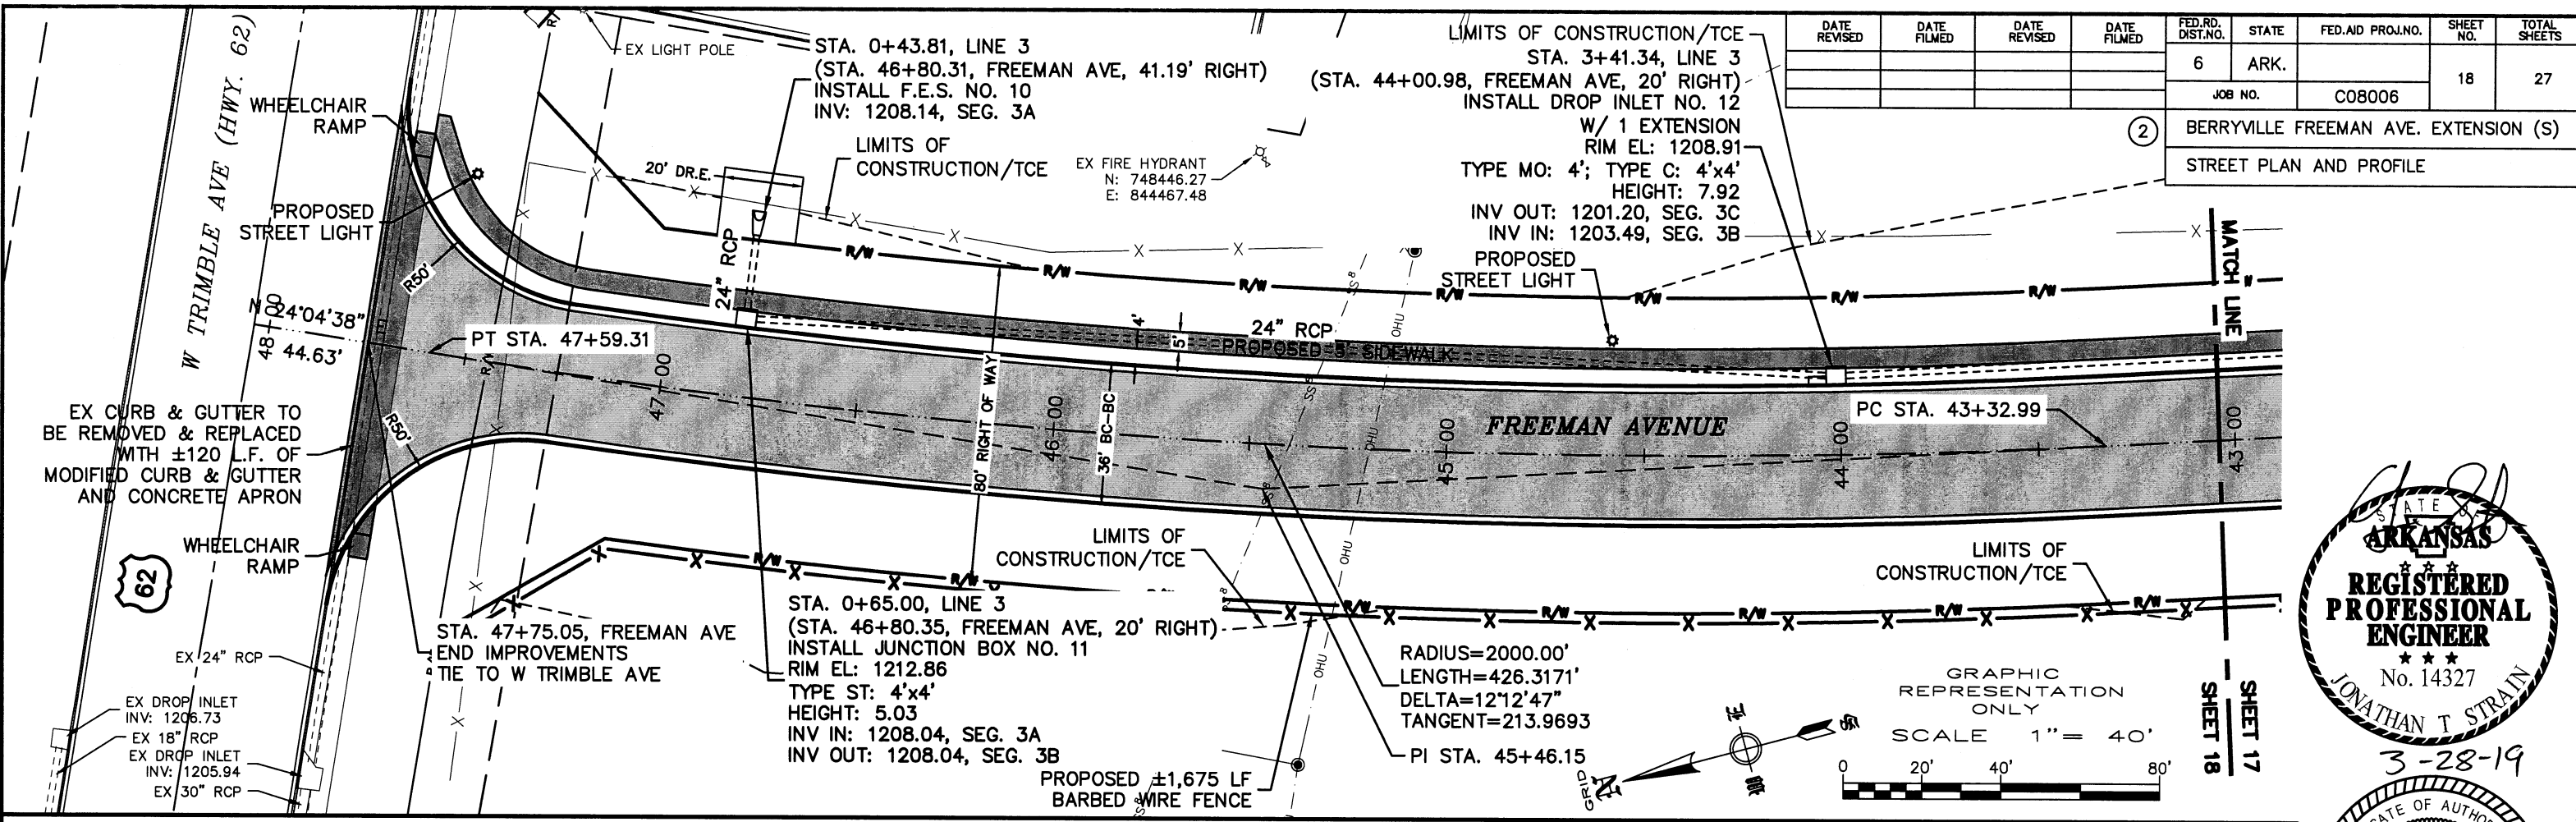 DATE REVISED
DATE FILMED
DATE REVISED
DATE FILMED
FED.RD. DIST.NO.
STATE
FED.AID PROJ.NO.
SHEET NO.
TOTAL SHEETS
6
ARK.
18
27
JOB NO.
C08006
2
BERRYVILLE FREEMAN AVE. EXTENSION (S)
STREET PLAN AND PROFILE
W TRIMBLE AVE (HWY. 62)
EX LIGHT POLE
WHEELCHAIR
RAMP
STA. 0+43.81, LINE 3
(STA. 46+80.31, FREEMAN AVE, 41.19' RIGHT)
INSTALL F.E.S. NO. 10
INV: 1208.14, SEG. 3A
LIMITS OF
CONSTRUCTION/TCE
20' DR.E.
EX FIRE HYDRANT
N: 748446.27
E: 844467.48
LIMITS OF CONSTRUCTION/TCE
STA. 3+41.34, LINE 3
(STA. 44+00.98, FREEMAN AVE, 20' RIGHT)
INSTALL DROP INLET NO. 12
W/ 1 EXTENSION
RIM EL: 1208.91
TYPE MO: 4'; TYPE C: 4'x4'
HEIGHT: 7.92
INV OUT: 1201.20, SEG. 3C
INV IN: 1203.49, SEG. 3B
PROPOSED
STREET LIGHT
PROPOSED
STREET LIGHT
MATCH LINE
R50'
24" RCP
R/W
R/W
R/W
R/W
R/W
R/W
R/W
N 24°04'38"
44.63'
48+00
PT STA. 47+59.31
47+00
R/W
80' RIGHT OF WAY
46+00
36' BC-BC
4'
5'
24" RCP
PROPOSED 5' SIDEWALK
SS 8
OHU
FREEMAN AVENUE
45+00
44+00
PC STA. 43+32.99
43+00
EX CURB & GUTTER TO
BE REMOVED & REPLACED
WITH ±120 L.F. OF
MODIFIED CURB & GUTTER
AND CONCRETE APRON
R50'
WHEELCHAIR
RAMP
62
R/W
R/W
LIMITS OF
CONSTRUCTION/TCE
OHU
OHU
OHU
R/W
R/W
R/W
R/W
R/W
LIMITS OF
CONSTRUCTION/TCE
STA. 47+75.05, FREEMAN AVE
END IMPROVEMENTS
TIE TO W TRIMBLE AVE
STA. 0+65.00, LINE 3
(STA. 46+80.35, FREEMAN AVE, 20' RIGHT)
INSTALL JUNCTION BOX NO. 11
RIM EL: 1212.86
TYPE ST: 4'x4'
HEIGHT: 5.03
INV IN: 1208.04, SEG. 3A
INV OUT: 1208.04, SEG. 3B
PROPOSED ±1,675 LF
BARBED WIRE FENCE
RADIUS=2000.00'
LENGTH=426.3171'
DELTA=12°12'47"
TANGENT=213.9693
PI STA. 45+46.15
EX 24" RCP
EX DROP INLET
INV: 1206.73
EX 18" RCP
EX DROP INLET
INV: 1205.94
EX 30" RCP
GRID
N
E
S
W
GRAPHIC
REPRESENTATION
ONLY
SCALE 1"= 40'
0 20' 40' 80'
SHEET 17
SHEET 18
STATE OF
ARKANSAS
REGISTERED
PROFESSIONAL
ENGINEER
No. 14327
JONATHAN T STRAIN
3-28-19